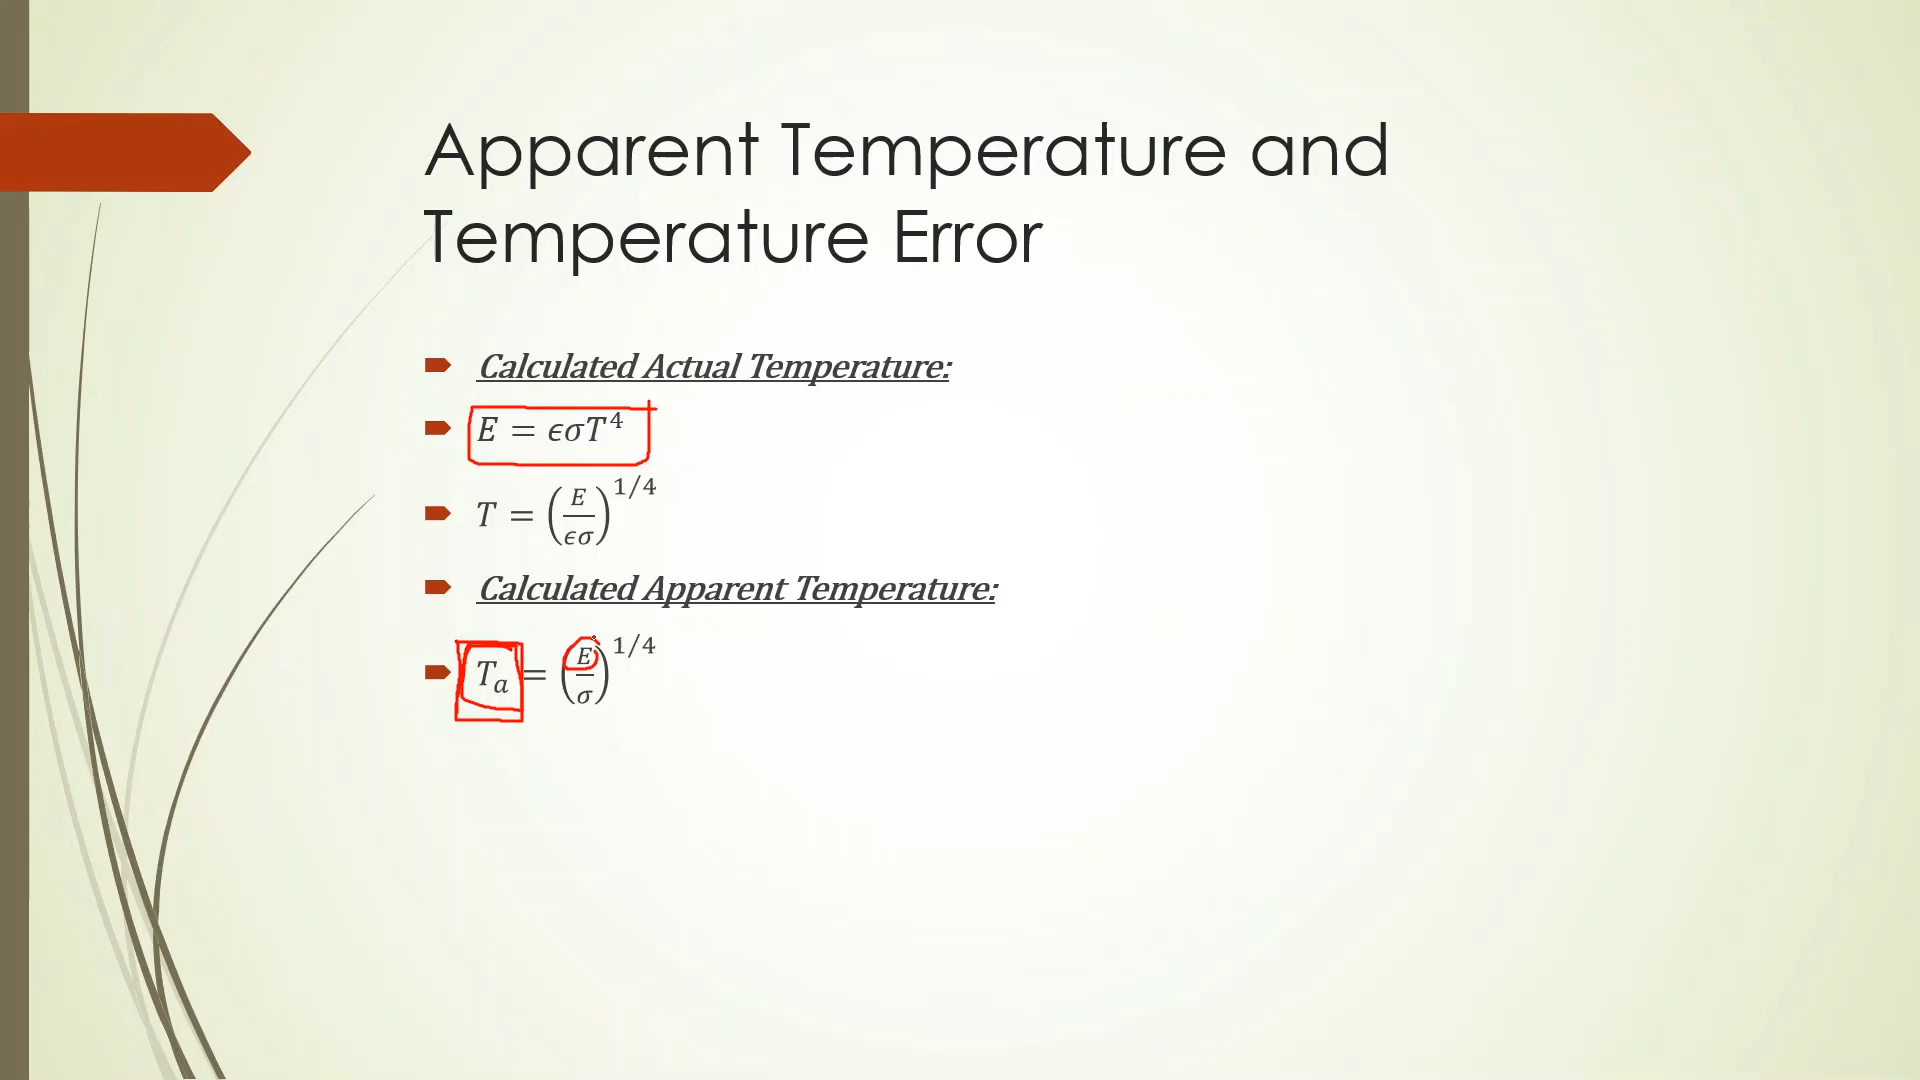 Apparent Temperature and
Temperature Error
Calculated Actual Temperature:
E = ϵσT⁴
T = (E/ϵσ)^1/4
Calculated Apparent Temperature:
Tₐ = (E/σ)^1/4